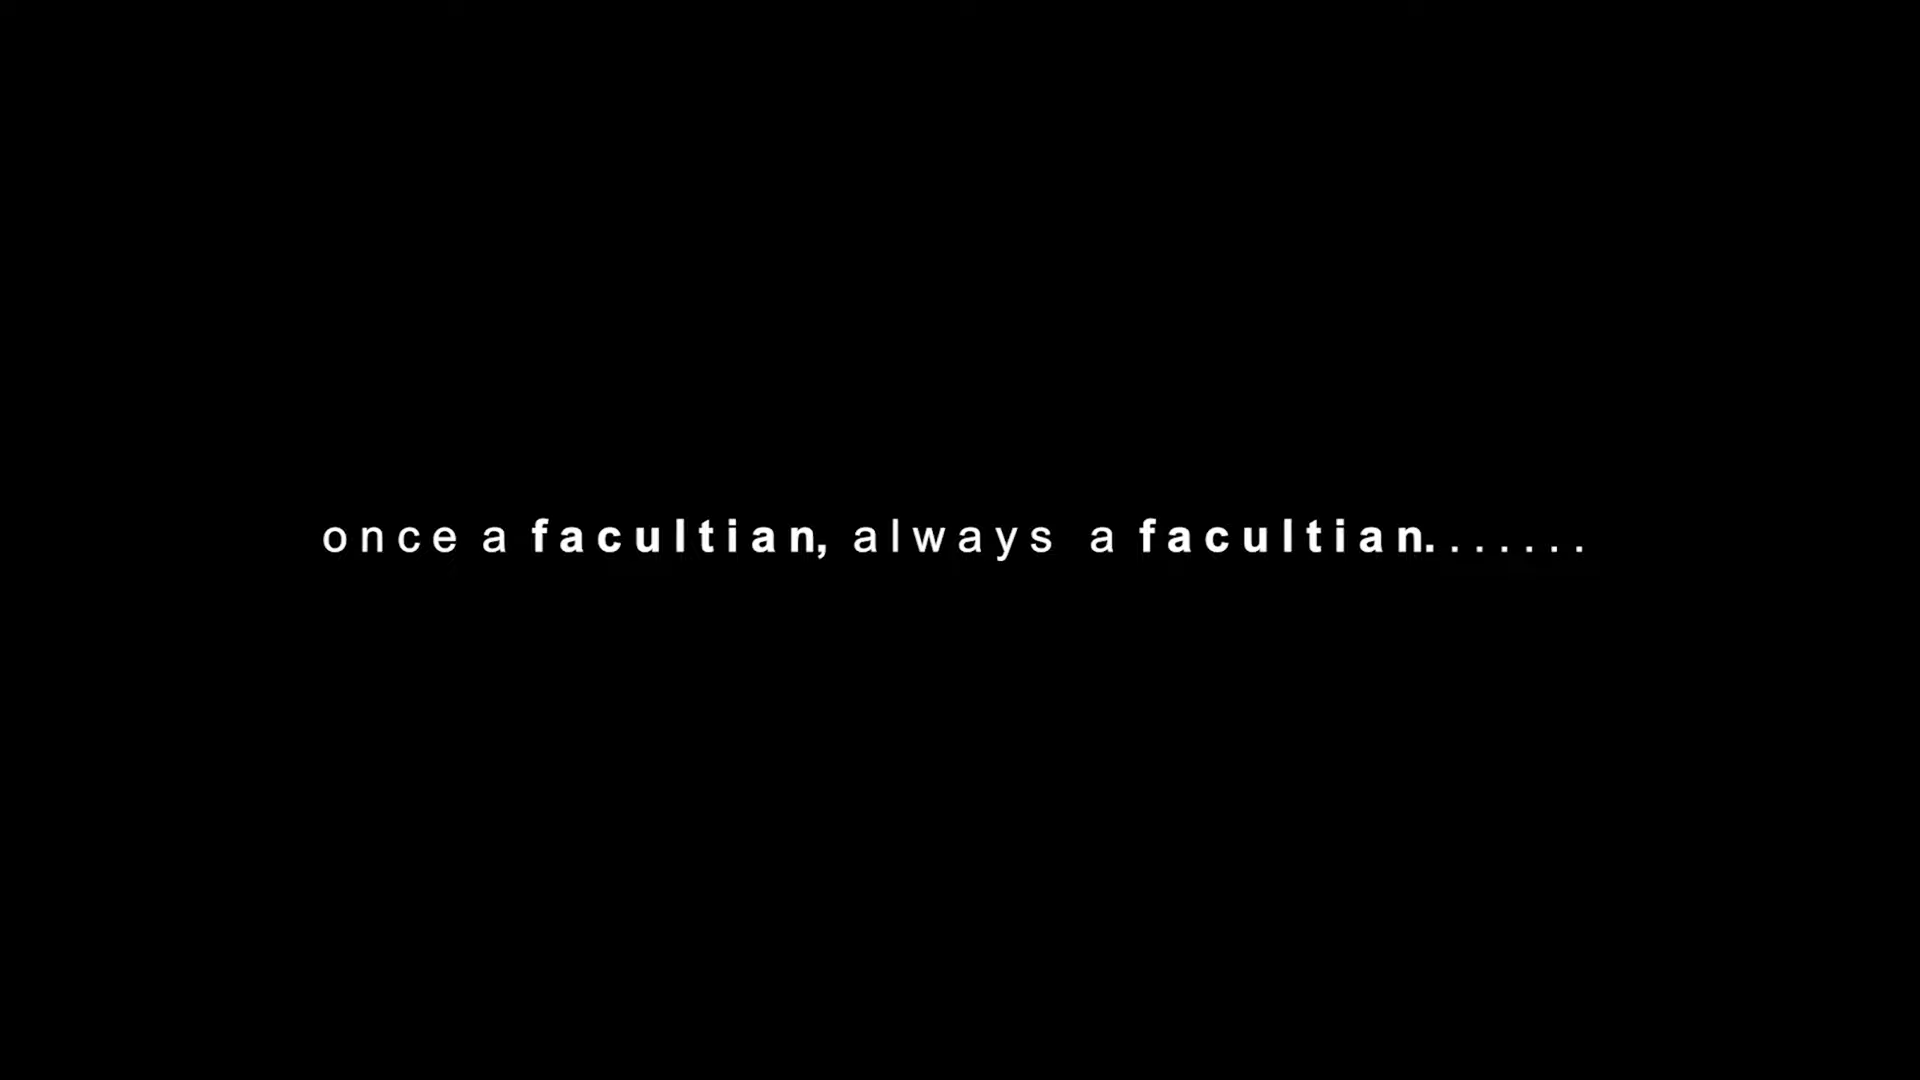 once a facultian, always a facultian.......